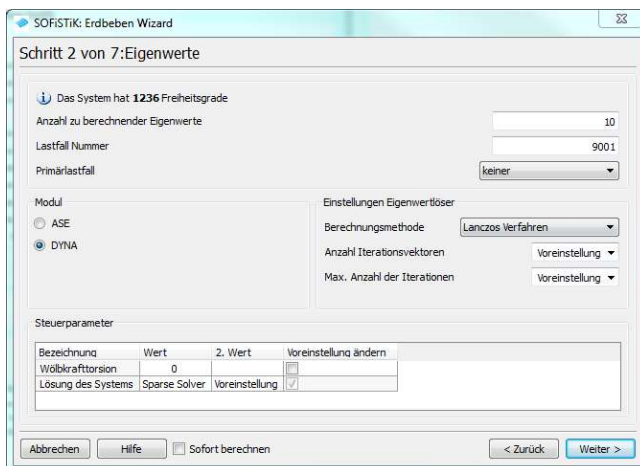 SOFiSTiK: Erdbeben Wizard
Schritt 2 von 7:Eigenwerte
Das System hat 1236 Freiheitsgrade
Anzahl zu berechnender Eigenwerte 10
Lastfall Nummer 9001
Primärlastfall keiner
Modul
ASE
DYNA
Einstellungen Eigenwertlöser
Berechnungsmethode Lanczos Verfahren
Anzahl Iterationsvektoren Voreinstellung
Max. Anzahl der Iterationen Voreinstellung
Steuerparameter
Bezeichnung Wert 2. Wert Voreinstellung ändern
Wölbkrafttorsion 0
Lösung des Systems Sparse Solver Voreinstellung
Abbrechen Hilfe Sofort berechnen < Zurück Weiter >